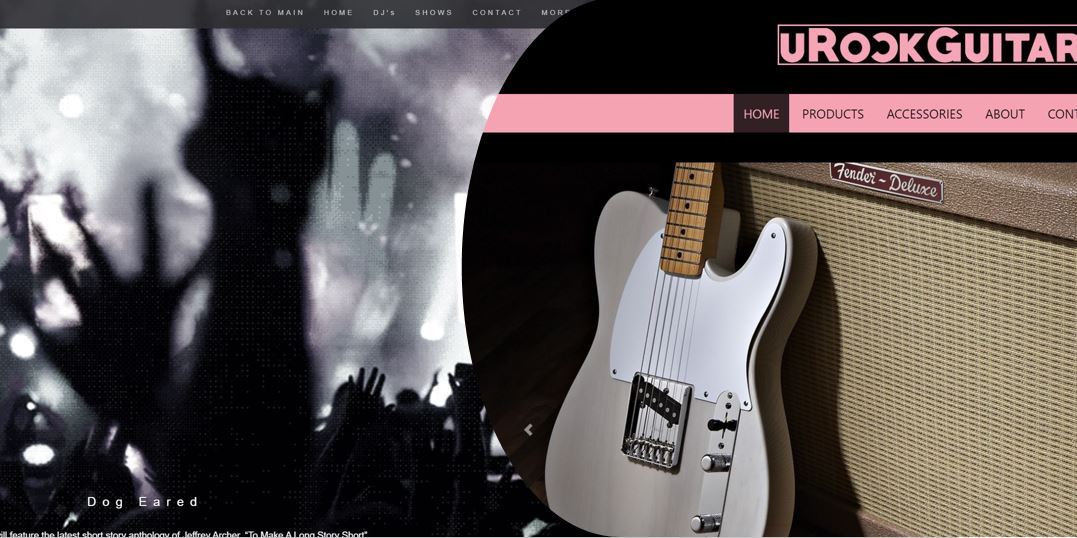 BACK TO MAIN HOME DJ's SHOWS CONTACT MORE
UROCKGUITAR
HOME PRODUCTS ACCESSORIES ABOUT CONT
Fender - Deluxe
Dog Eared
ill feature the latest short story anthology of Jeffrey Archer, "To Make A Long Story Short"